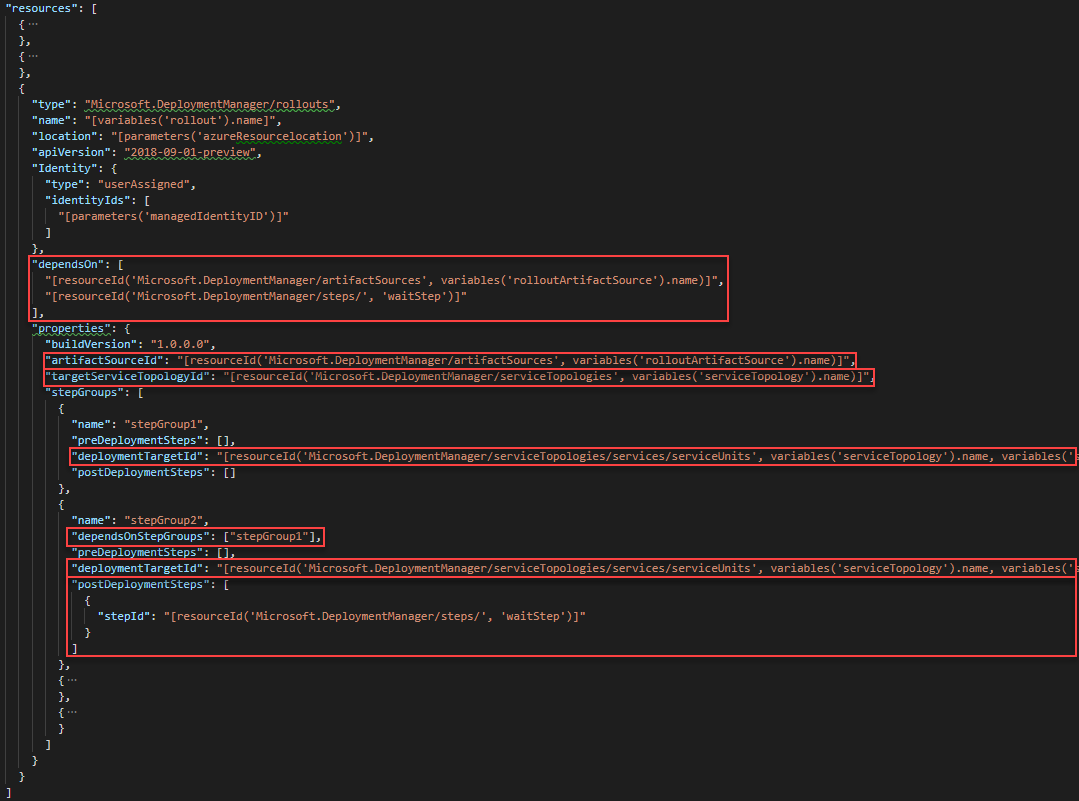 "resources": [
{ ...
},
{ ...
},
{
"type": "Microsoft.DeploymentManager/rollouts",
"name": "[variables('rollout').name]",
"location": "[parameters('azureResourcelocation')]",
"apiVersion": "2018-09-01-preview",
"Identity": {
"type": "userAssigned",
"identityIds": [
"[parameters('managedIdentityID')]"
]
},
"dependsOn": [
"[resourceId('Microsoft.DeploymentManager/artifactSources', variables('rolloutArtifactSource').name)]",
"[resourceId('Microsoft.DeploymentManager/steps/', 'waitStep')]"
],
"properties": {
"buildVersion": "1.0.0.0",
"artifactSourceId": "[resourceId('Microsoft.DeploymentManager/artifactSources', variables('rolloutArtifactSource').name)]",
"targetServiceTopologyId": "[resourceId('Microsoft.DeploymentManager/serviceTopologies', variables('serviceTopology').name)]",
"stepGroups": [
{
"name": "stepGroup1",
"preDeploymentSteps": [],
"deploymentTargetId": "[resourceId('Microsoft.DeploymentManager/serviceTopologies/services/serviceUnits', variables('serviceTopology').name, variables('
"postDeploymentSteps": []
},
{
"name": "stepGroup2",
"dependsOnStepGroups": ["stepGroup1"],
"preDeploymentSteps": [],
"deploymentTargetId": "[resourceId('Microsoft.DeploymentManager/serviceTopologies/services/serviceUnits', variables('serviceTopology').name, variables('
"postDeploymentSteps": [
{
"stepId": "[resourceId('Microsoft.DeploymentManager/steps/', 'waitStep')]"
}
]
},
{ ...
},
{ ...
}
]
}
}
]